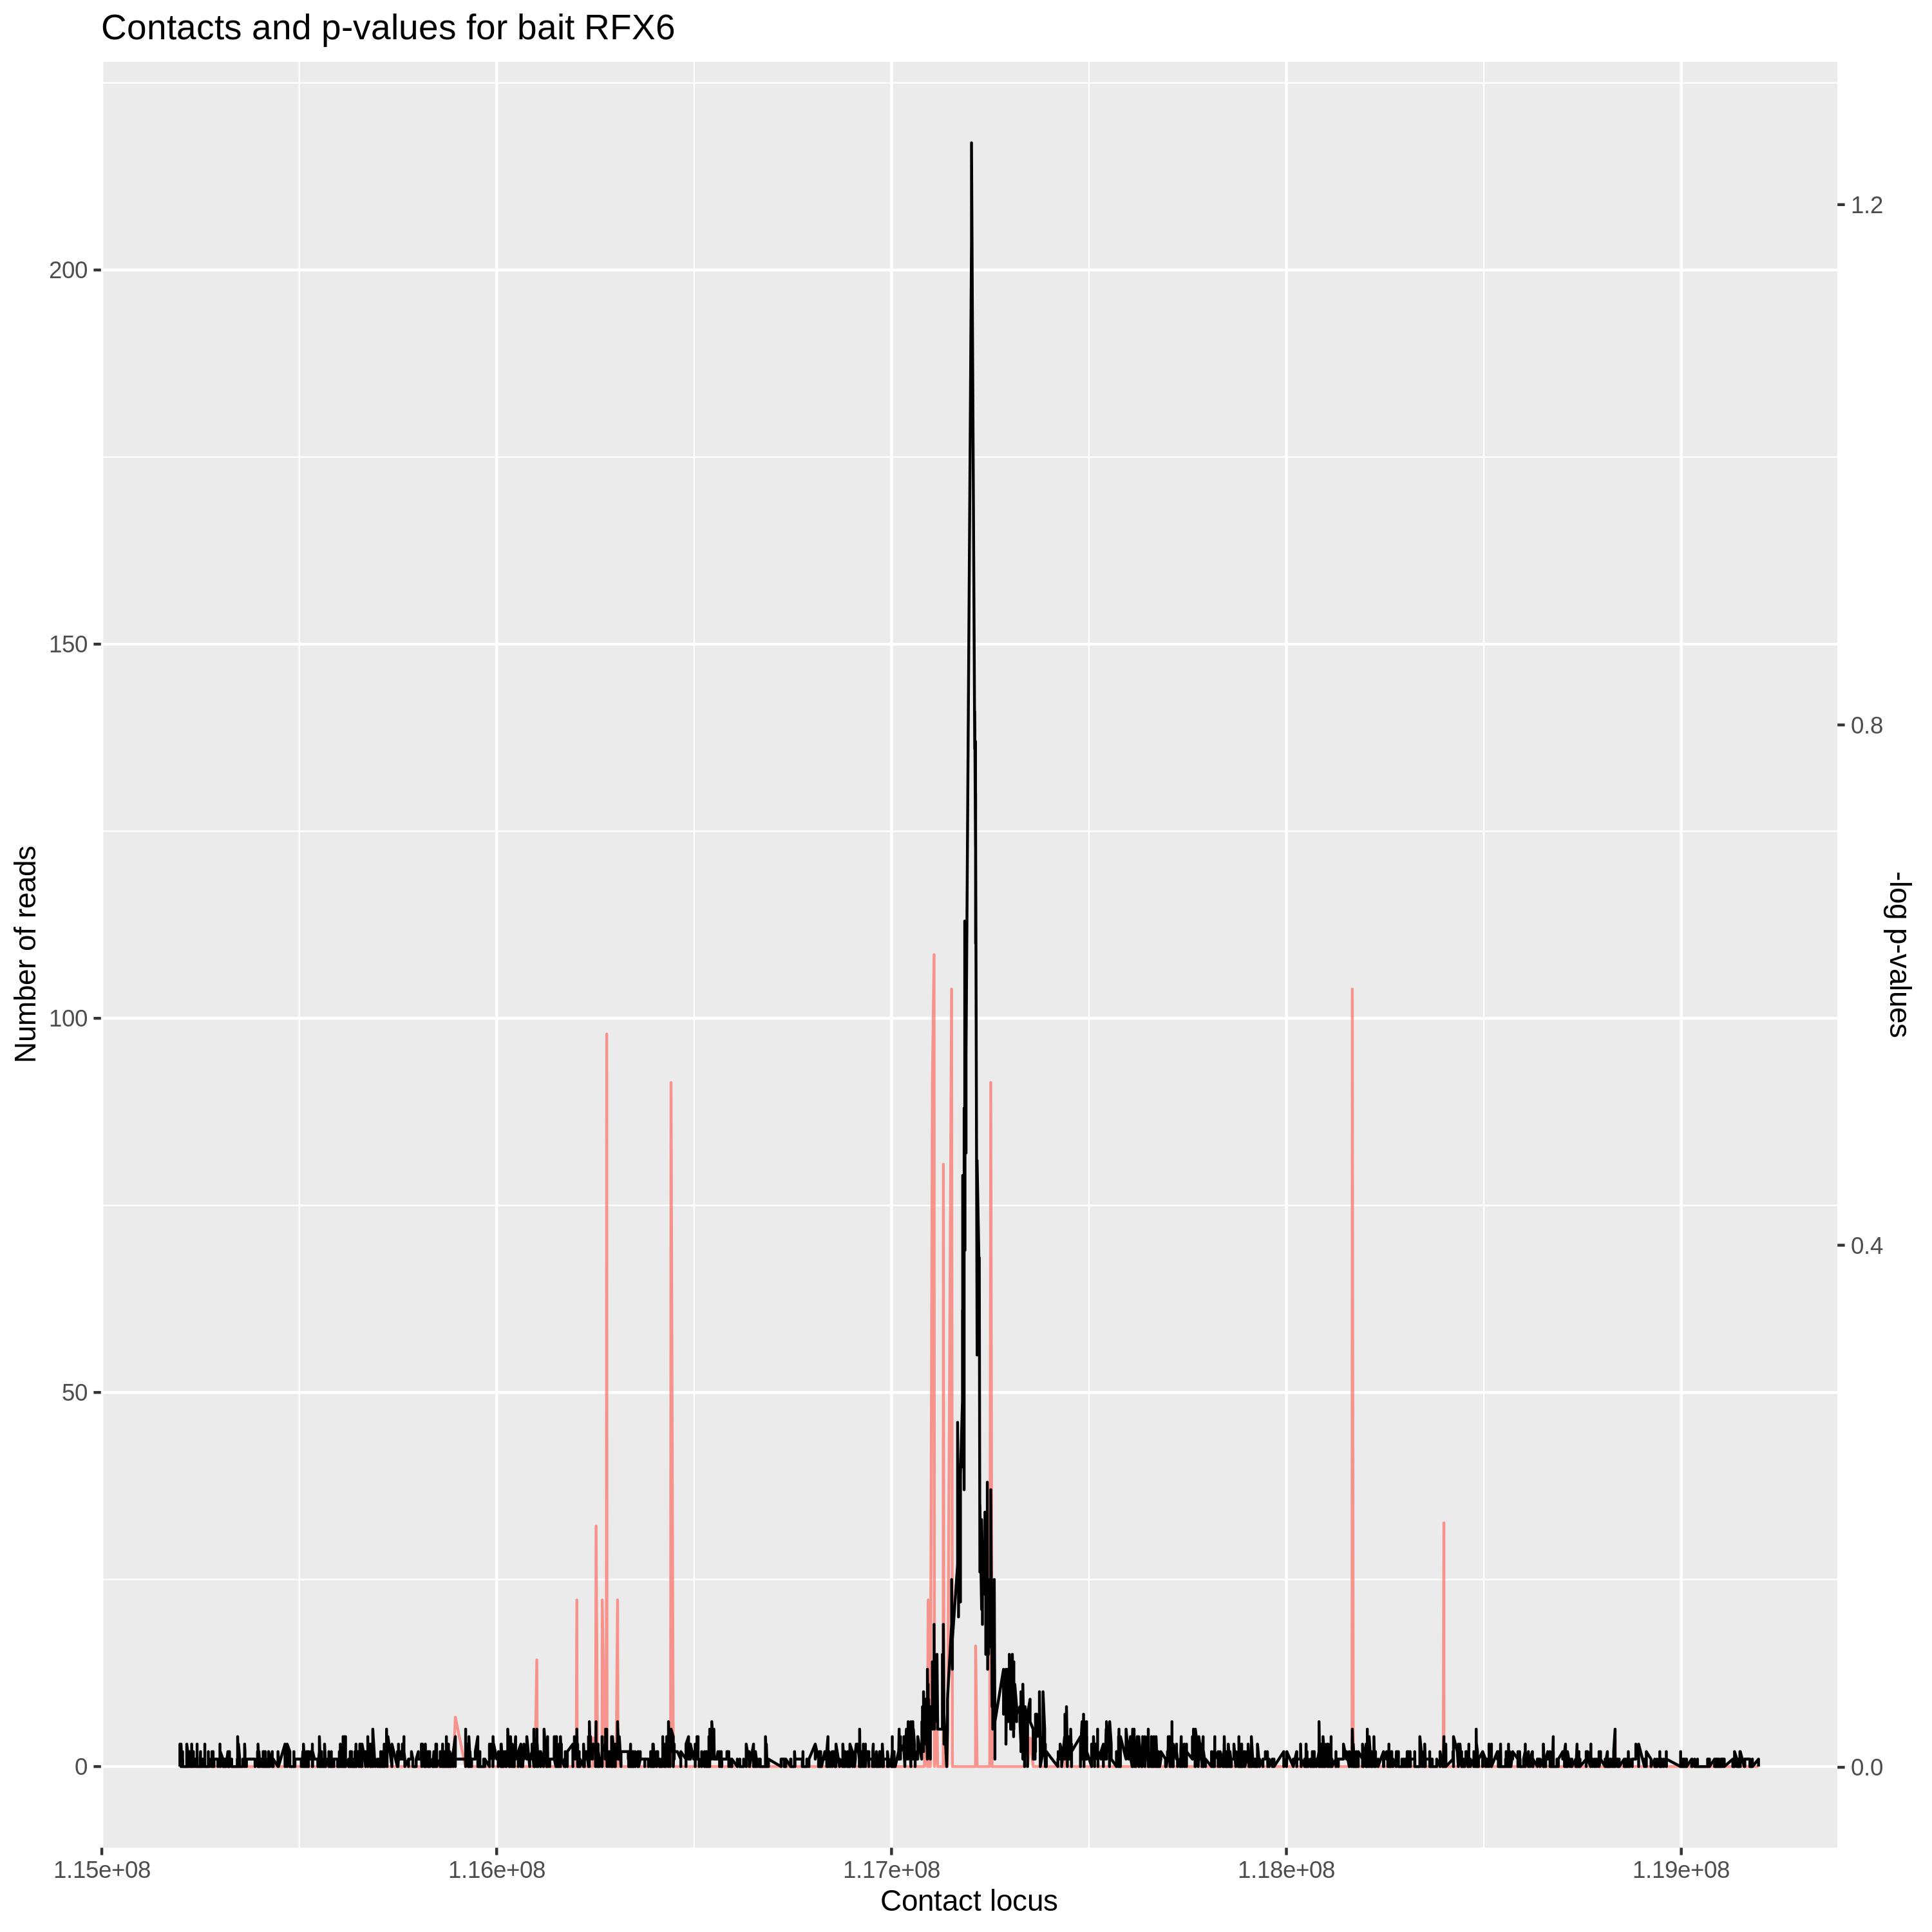 Contacts and p-values for bait RFX6
200
150
100
50
0
Number of reads
1.2
0.8
0.4
0.0
-log p-values
1.15e+08 1.16e+08 1.17e+08 1.18e+08 1.19e+08
Contact locus